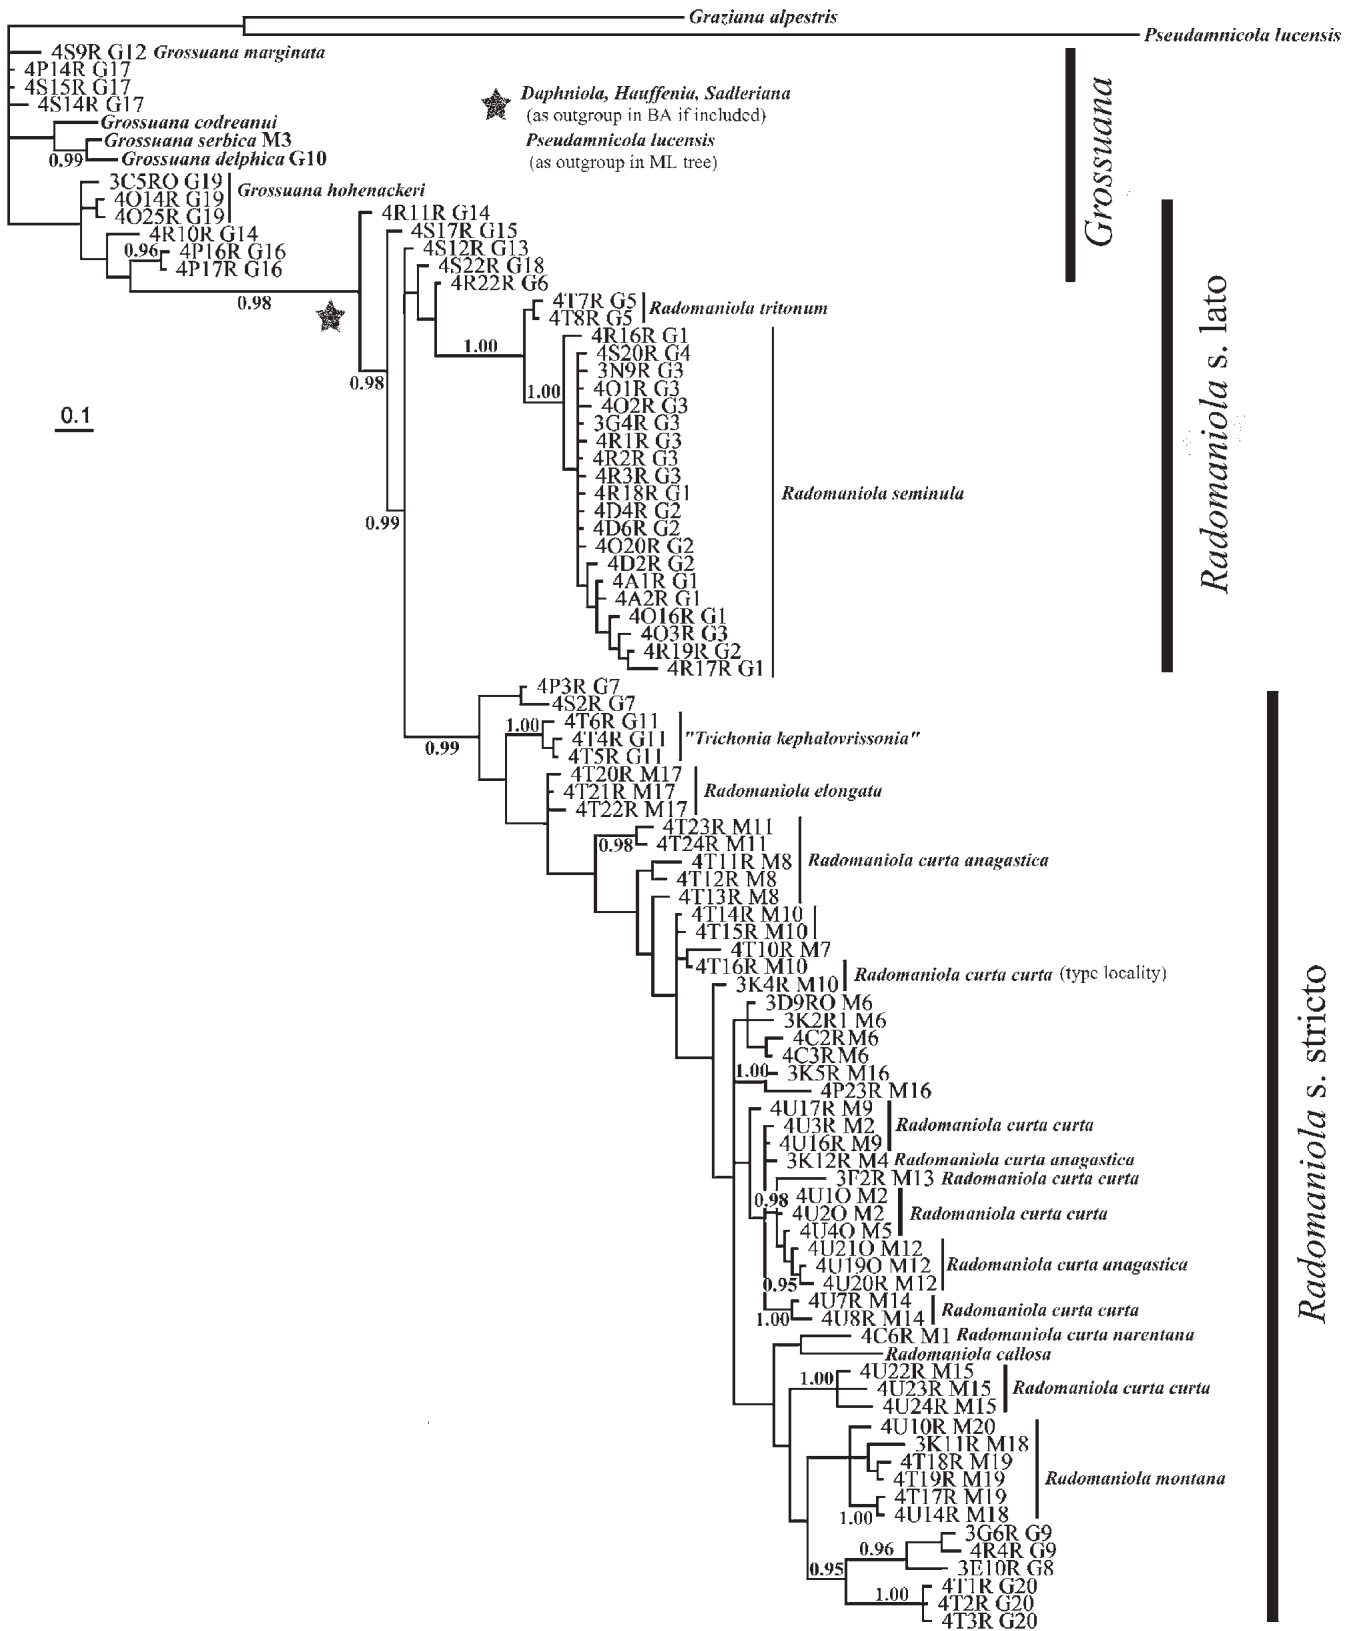 Graziana alpestris
Pseudamnicola lucensis
4S9R G12 Grossuana marginata
4P14R G17
4S15R G17
4S14R G17
Daphniola, Hauffenia, Sadleriana
(as outgroup in BA if included)
Pseudamnicola lucensis
(as outgroup in ML tree)
Grossuana codreanui
Grossuana serbica M3
0.99
Grossuana delphica G10
3C5RO G19
4O14R G19
4O25R G19
Grossuana hohenackeri
4R11R G14
4S17R G15
4R10R G14
4S12R G13
0.96
4P16R G16
4P17R G16
4S22R G18
4R22R G6
0.98
4T7R G5
4T8R G5
Radomaniola tritonum
4R16R G1
1.00
4S20R G4
3N9R G3
0.98
4O1R G3
1.00
4O2R G3
0.1
3G4R G3
4R1R G3
4R2R G3
4R3R G3
4R18R G1
Radomaniola seminula
4D4R G2
0.99
4D6R G2
4O20R G2
4D2R G2
4A1R G1
4A2R G1
4O16R G1
4O3R G3
4R19R G2
4R17R G1
4P3R G7
4S2R G7
1.00
4T6R G11
4T4R G11
4T5R G11
"Trichonia kephalovrissonia"
0.99
4T20R M17
4T21R M17
4T22R M17
Radomaniola elongata
4T23R M11
0.98
4T24R M11
4T11R M8
Radomaniola curta anagastica
4T12R M8
4T13R M8
4T14R M10
4T15R M10
4T10R M7
4T16R M10
Radomaniola curta curta (type locality)
3K4R M10
3D9RO M6
3K2R1 M6
4C2RM6
4C3RM6
1.00
3K5R M16
4P23R M16
4U17R M9
4U3R M2
Radomaniola curta curta
4U16R M9
3K12R M4 Radomaniola curta anagastica
3F2R M13 Radomaniola curta curta
0.98
4U1O M2
4U2O M2
Radomaniola curta curta
4U4O M5
4U21O M12
4U19O M12
Radomaniola curta anagastica
0.95
4U20R M12
4U7R M14
Radomaniola curta curta
1.00
4U8R M14
4C6R M1 Radomaniola curta narentana
Radomaniola callosa
1.00
4U22R M15
4U23R M15
Radomaniola curta curta
4U24R M15
4U10R M20
3K11R M18
4T18R M19
4T19R M19
Radomaniola montana
4T17R M19
1.00
4U14R M18
3G6R G9
0.96
4R4R G9
0.95
3E10R G8
1.00
4T1R G20
4T2R G20
4T3R G20
Grossuana
Radomaniola s. lato
Radomaniola s. stricto